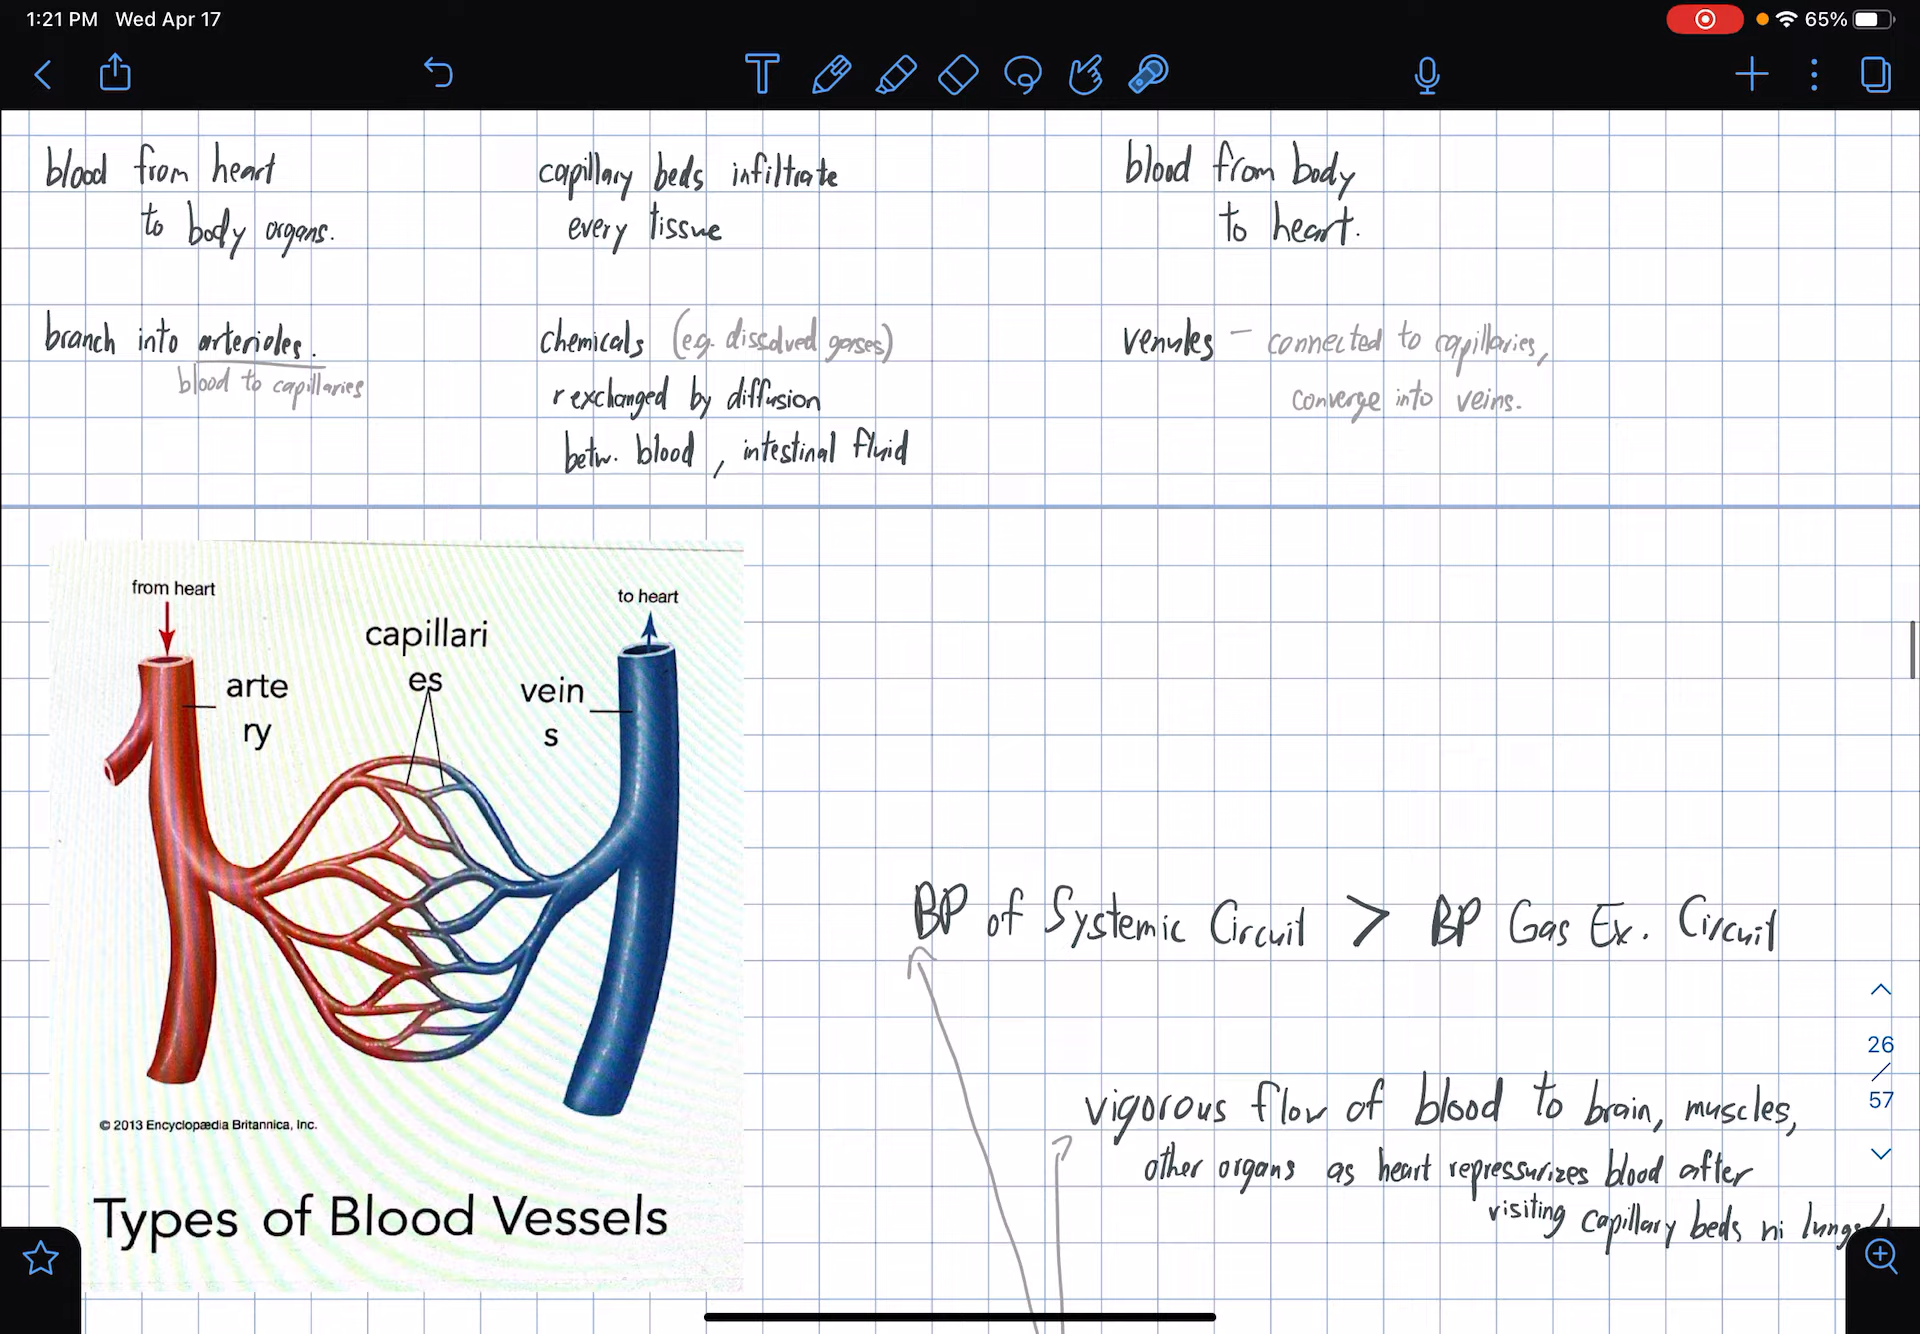 1:21 PM Wed Apr 17
65%
blood from heart
to body organs.
branch into arterioles.
blood to capillaries
capillary beds infiltrate
every tissue
chemicals (e.g. dissolved gases)
r exchanged by diffusion
betw. blood, intestinal fluid
blood from body
to heart.
venules – connected to capillaries,
converge into veins.
from heart
to heart
capillari
es
arte
ry
vein
s
© 2013 Encyclopædia Britannica, Inc.
Types of Blood Vessels
BP of Systemic Circuit > BP Gas Ex. Circuit
vigorous flow of blood to brain, muscles,
other organs as heart repressurizes blood after
visiting capillary beds ni lungs
26
/
57